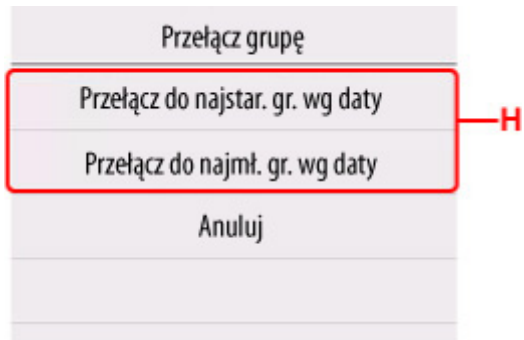 Przełącz grupę
Przełącz do najstar. gr. wg daty
H
Przełącz do najmł. gr. wg daty
Anuluj